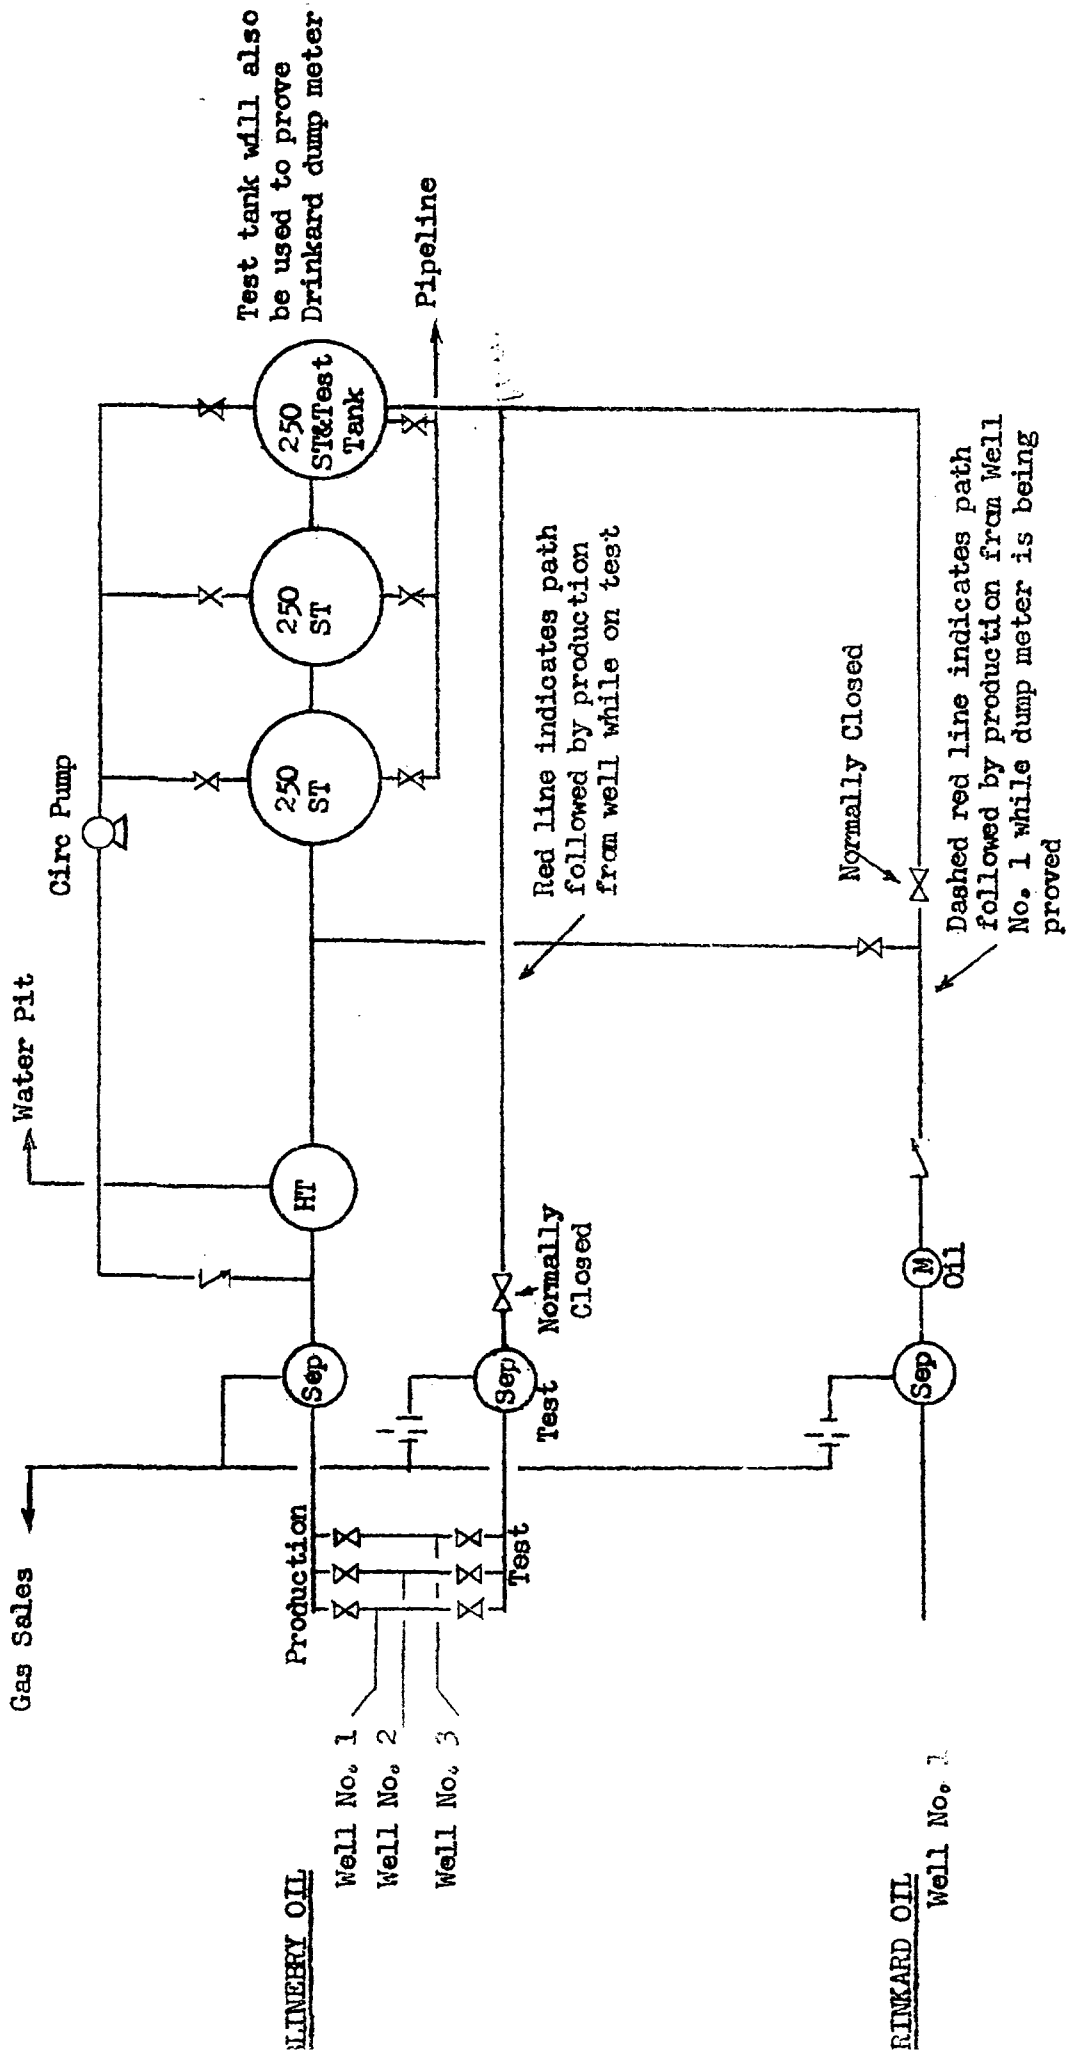 Gas Sales
Water Pit
Circ Pump
Test tank will also
be used to prove
Drinkard dump meter
250
ST
250
ST
250
ST&Test
Tank
Pipeline
HT
Sep
Production
BLINEBRY OIL
Well No. 1
Well No. 2
Well No. 3
Test
Sep
Test
Normally
Closed
Red line indicates path
followed by production
from well while on test
Normally Closed
RINKARD OIL
Well No. 1
Sep
M
Oil
Dashed red line indicates path
followed by production from Well
No. 1 while dump meter is being
proved